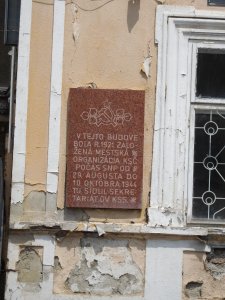 V TEJTO BUDOVE
BOLA R. 1921 ZALO-
ŽENÁ MESTSKÁ
ORGANIZÁCIA KSČ.
POČAS SNP OD
29. AUGUSTA DO
10. OKTÓBRA 1944
TU SÍDLIL SEKRE-
TARIÁT ÚV KSS.